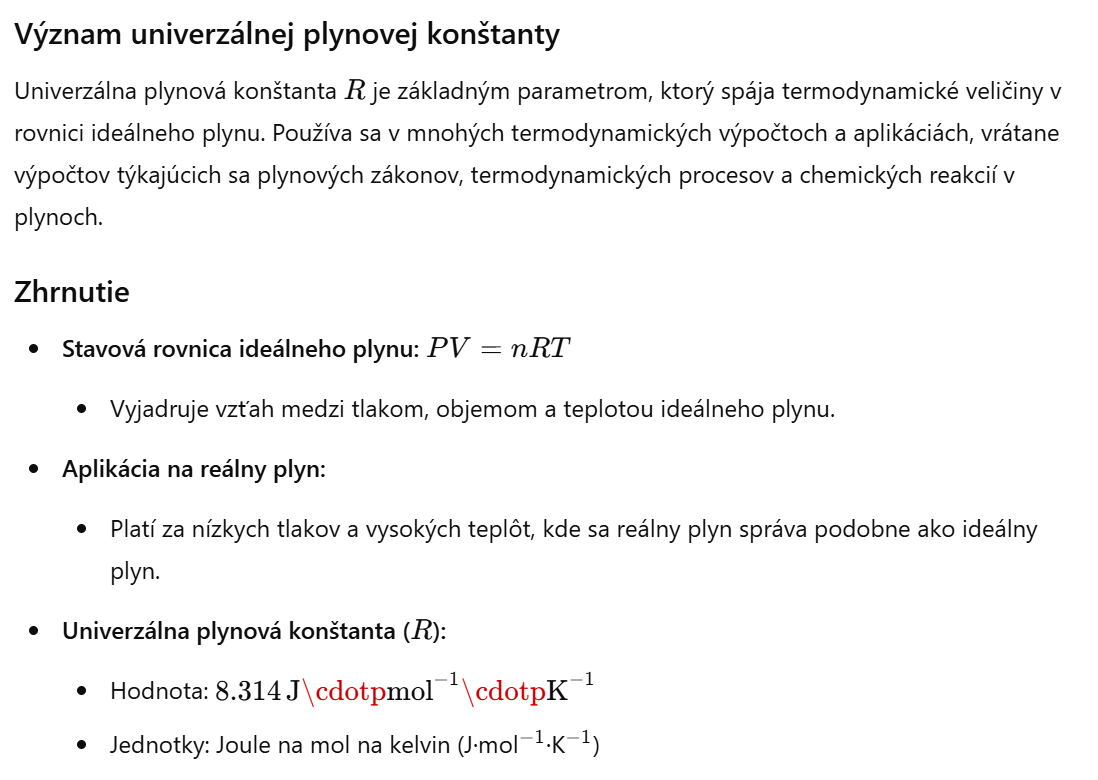 Význam univerzálnej plynovej konštanty
Univerzálna plynová konštanta R je základným parametrom, ktorý spája termodynamické veličiny v
rovnici ideálneho plynu. Používa sa v mnohých termodynamických výpočtoch a aplikáciách, vrátane
výpočtov týkajúcich sa plynových zákonov, termodynamických procesov a chemických reakcií v
plynoch.
Zhrnutie
• Stavová rovnica ideálneho plynu: PV = nRT
• Vyjadruje vzťah medzi tlakom, objemom a teplotou ideálneho plynu.
• Aplikácia na reálny plyn:
• Platí za nízkych tlakov a vysokých teplôt, kde sa reálny plyn správa podobne ako ideálny
plyn.
• Univerzálna plynová konštanta (R):
• Hodnota: 8.314 J\cdotpmol⁻¹\cdotpK⁻¹
• Jednotky: Joule na mol na kelvin (J·mol⁻¹·K⁻¹)